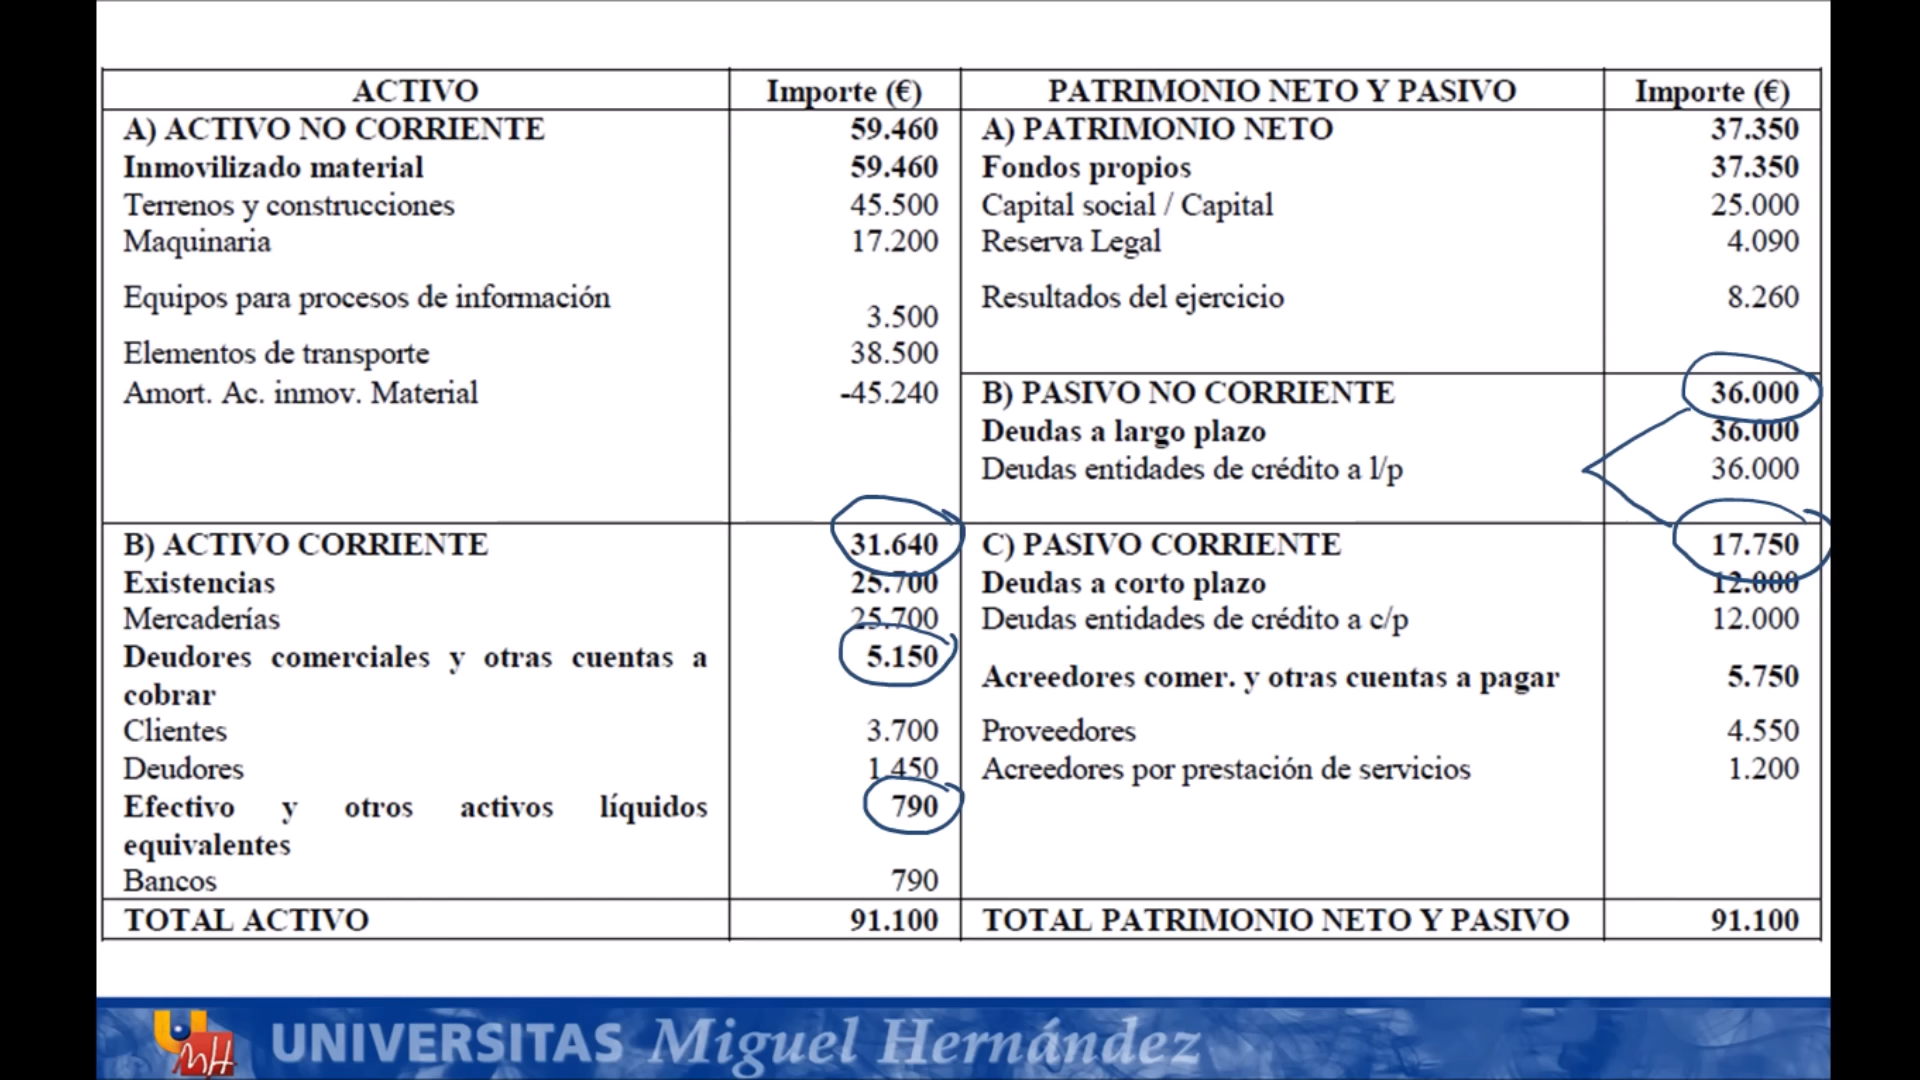 ACTIVO Importe (€) PATRIMONIO NETO Y PASIVO Importe (€)
A) ACTIVO NO CORRIENTE 59.460 A) PATRIMONIO NETO 37.350
Inmovilizado material 59.460 Fondos propios 37.350
Terrenos y construcciones 45.500 Capital social / Capital 25.000
Maquinaria 17.200 Reserva Legal 4.090
Equipos para procesos de información 3.500 Resultados del ejercicio 8.260
Elementos de transporte 38.500
Amort. Ac. inmov. Material -45.240 B) PASIVO NO CORRIENTE 36.000
Deudas a largo plazo 36.000
Deudas entidades de crédito a l/p 36.000
B) ACTIVO CORRIENTE 31.640 C) PASIVO CORRIENTE 17.750
Existencias 25.700 Deudas a corto plazo 12.000
Mercaderías 25.700 Deudas entidades de crédito a c/p 12.000
Deudores comerciales y otras cuentas a 5.150 Acreedores comer. y otras cuentas a pagar 5.750
cobrar
Clientes 3.700 Proveedores 4.550
Deudores 1.450 Acreedores por prestación de servicios 1.200
Efectivo y otros activos líquidos 790
equivalentes
Bancos 790
TOTAL ACTIVO 91.100 TOTAL PATRIMONIO NETO Y PASIVO 91.100
UMH UNIVERSITAS Miguel Hernández